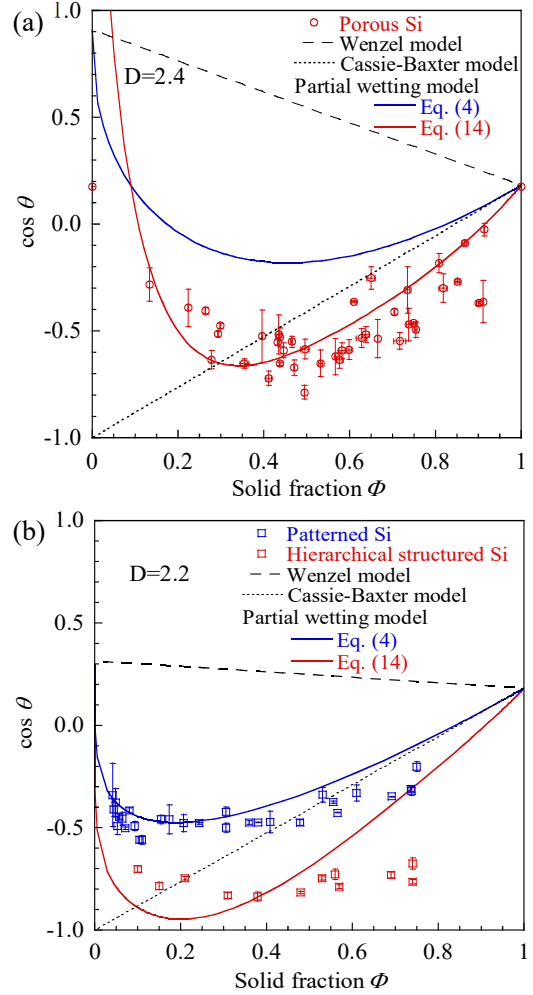 (a)
1.0
Porous Si
Wenzel model
Cassie-Baxter model
D=2.4
Partial wetting model
Eq. (4)
Eq. (14)
0.5
0.0
-0.5
-1.0
cos θ
0
0.2
0.4
0.6
0.8
1
Solid fraction Φ
(b)
1.0
Patterned Si
Hierarchical structured Si
D=2.2
Wenzel model
Cassie-Baxter model
Partial wetting model
Eq. (4)
Eq. (14)
0.5
0.0
-0.5
-1.0
cos θ
0
0.2
0.4
0.6
0.8
1
Solid fraction Φ